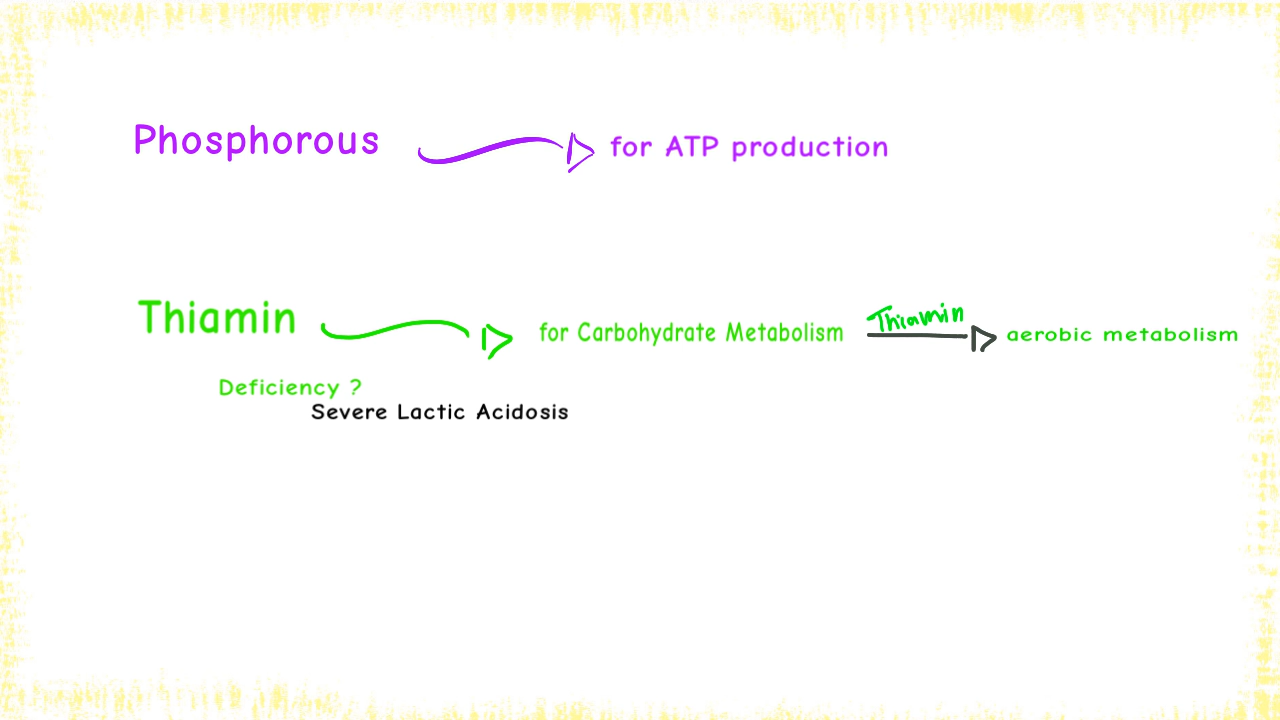 Phosphorous for ATP production
Thiamin for Carbohydrate Metabolism Thiamin aerobic metabolism
Deficiency ?
Severe Lactic Acidosis